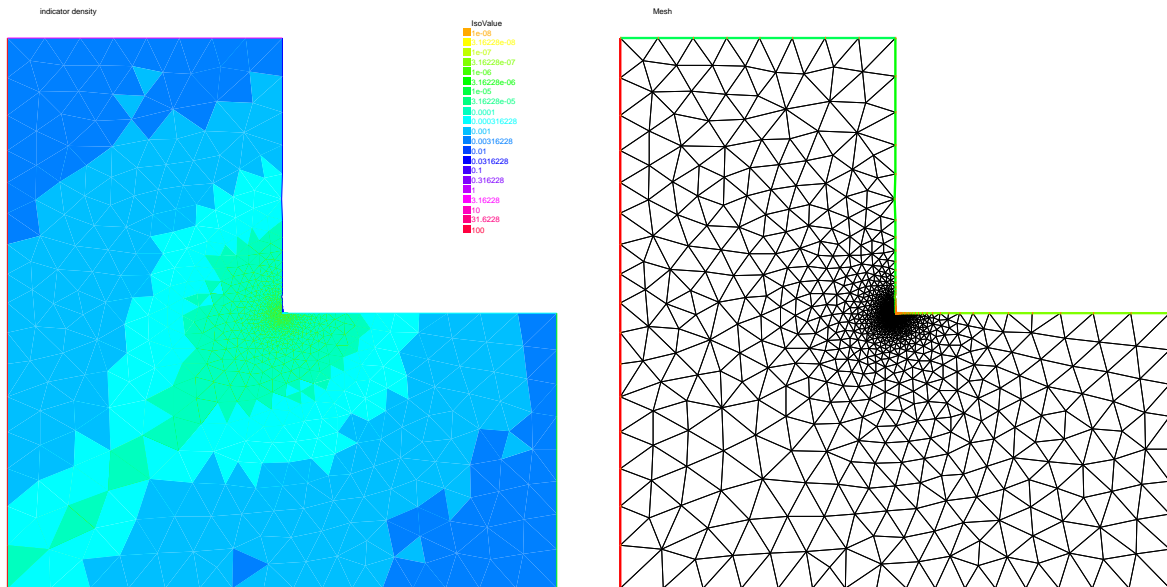 indicator density
IsoValue
1e-08
3.16228e-08
1e-07
3.16228e-07
1e-06
3.16228e-06
1e-05
3.16228e-05
0.0001
0.000316228
0.001
0.00316228
0.01
0.0316228
0.1
0.316228
1
3.16228
10
31.6228
100
Mesh